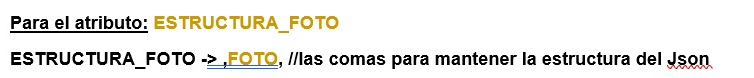 Para el atributo: ESTRUCTURA_FOTO
ESTRUCTURA_FOTO -> ,FOTO, //las comas para mantener la estructura del Json